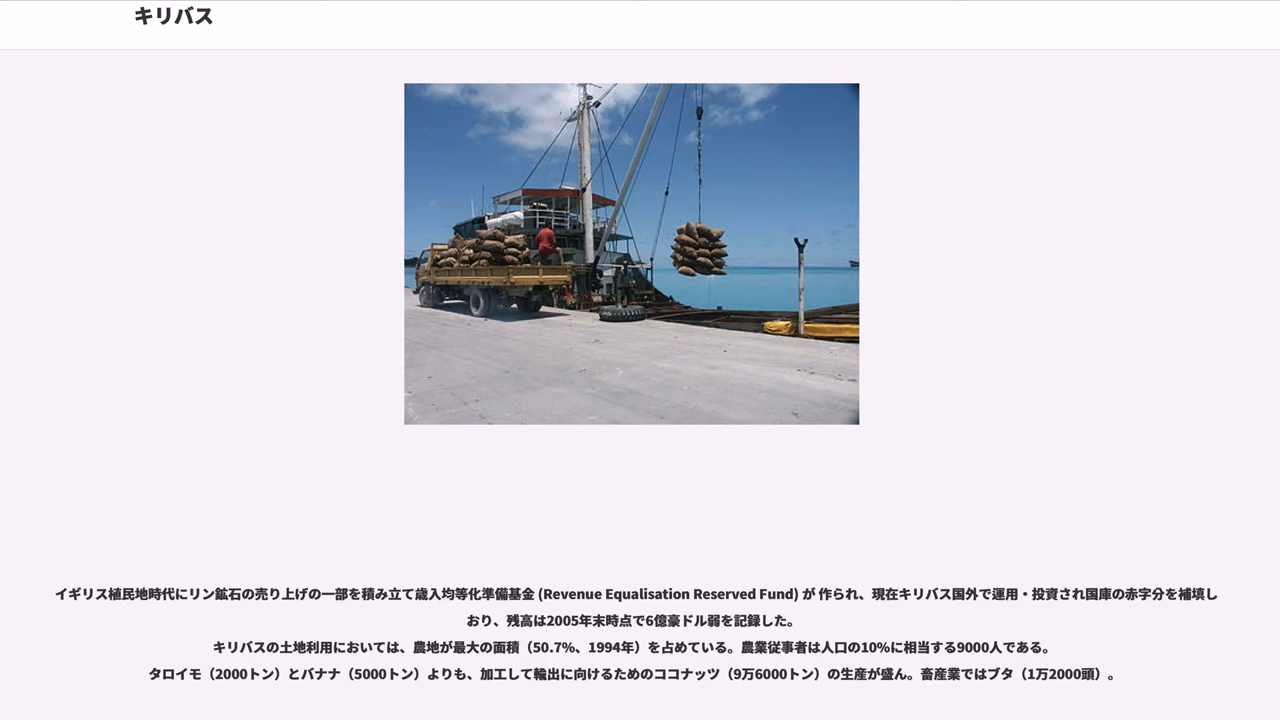 キリバス
イギリス植民地時代にリン鉱石の売り上げの一部を積み立て歳入均等化準備基金 (Revenue Equalisation Reserved Fund) が 作られ、現在キリバス国外で運用・投資され国庫の赤字分を補填し
おり、残高は2005年末時点で6億豪ドル弱を記録した。
キリバスの土地利用においては、農地が最大の面積（50.7%、1994年）を占めている。農業従事者は人口の10%に相当する9000人である。
タロイモ（2000トン）とバナナ（5000トン）よりも、加工して輸出に向けるためのココナッツ（9万6000トン）の生産が盛ん。畜産業ではブタ（1万2000頭）。